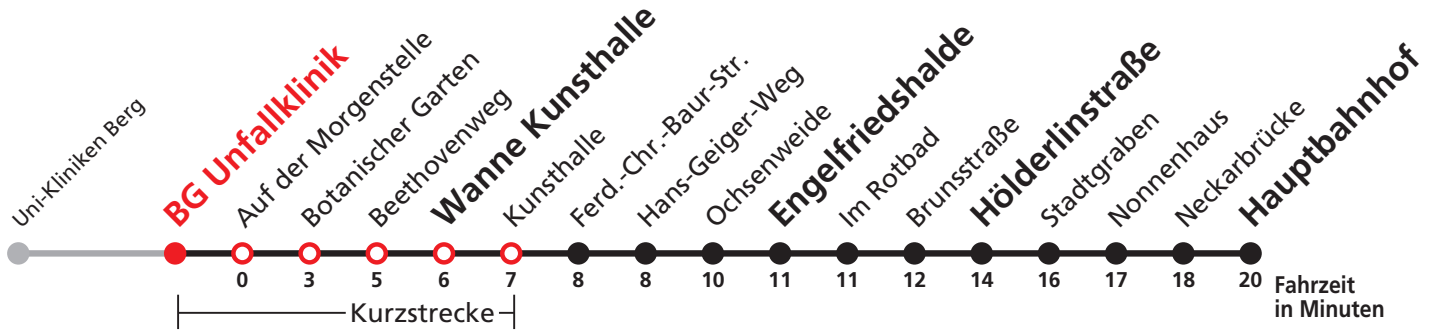 Uni-Kliniken Berg
BG Unfallklinik
Auf der Morgenstelle
Botanischer Garten
Beethovenweg
Wanne Kunsthalle
Kunsthalle
Ferd.-Chr.-Baur-Str.
Hans-Geiger-Weg
Ochsenweide
Engelfriedshalde
Im Rotbad
Brunsstraße
Hölderlinstraße
Stadtgraben
Nonnenhaus
Neckarbrücke
Hauptbahnhof
0 3 5 6 7 8 8 10 11 11 12 14 16 17 18 20
Fahrzeit
in Minuten
Kurzstrecke